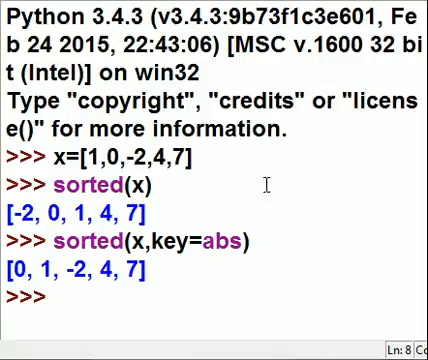 Python 3.4.3 (v3.4.3:9b73f1c3e601, Fe
b 24 2015, 22:43:06) [MSC v.1600 32 bi
t (Intel)] on win32
Type "copyright", "credits" or "licens
e()" for more information.
>>> x=[1,0,-2,4,7]
>>> sorted(x)
[-2, 0, 1, 4, 7]
>>> sorted(x,key=abs)
[0, 1, -2, 4, 7]
>>>
Ln: 8 Co